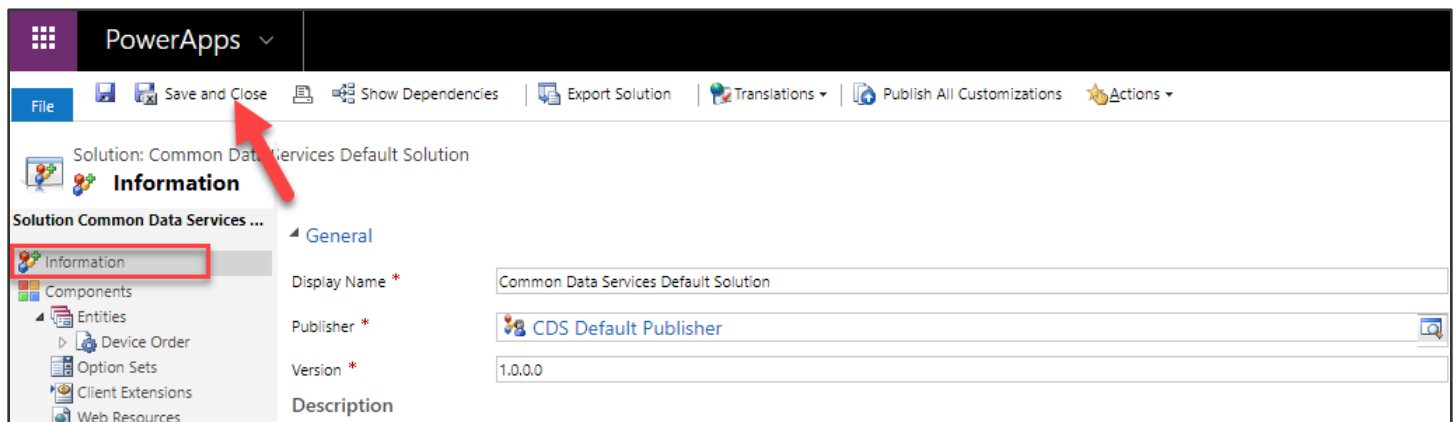 PowerApps
File Save and Close Show Dependencies Export Solution Translations Publish All Customizations Actions
Solution: Common Data Services Default Solution
Information
Solution Common Data Services ...
Information
Components
Entities
Device Order
Option Sets
Client Extensions
Web Resources
General
Display Name * Common Data Services Default Solution
Publisher * CDS Default Publisher
Version * 1.0.0.0
Description